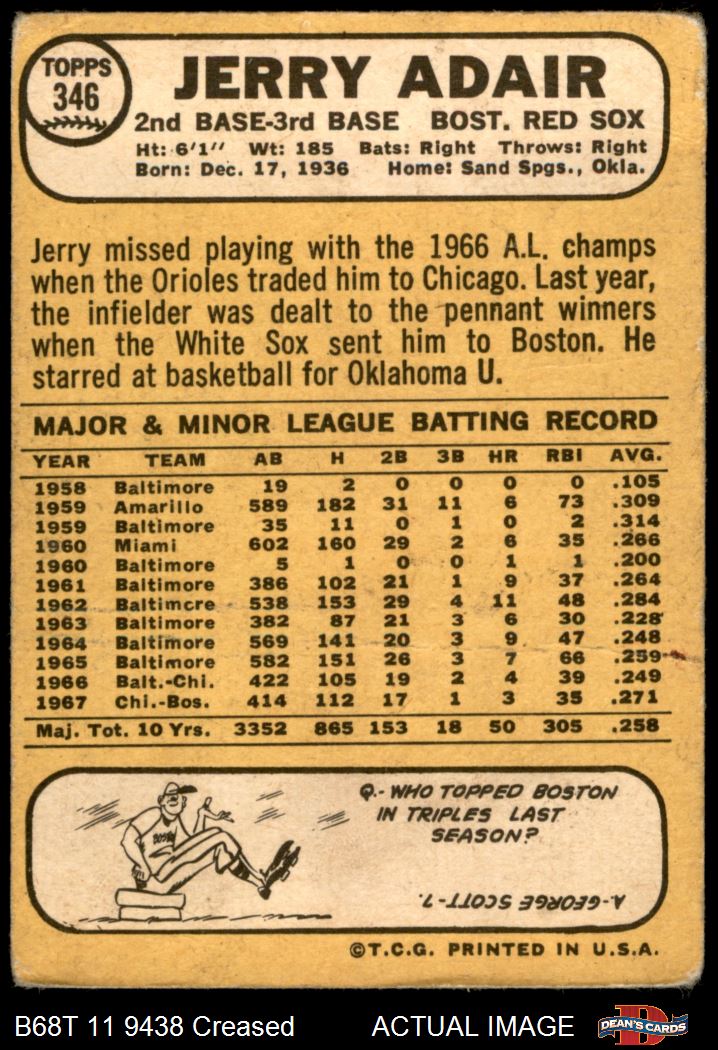 TOPPS
346
JERRY ADAIR
2nd BASE-3rd BASE BOST. RED SOX
Ht: 6'1" Wt: 185 Bats: Right Throws: Right
Born: Dec. 17, 1936 Home: Sand Spgs., Okla.
Jerry missed playing with the 1966 A.L. champs
when the Orioles traded him to Chicago. Last year,
the infielder was dealt to the pennant winners
when the White Sox sent him to Boston. He
starred at basketball for Oklahoma U.
MAJOR & MINOR LEAGUE BATTING RECORD
YEAR TEAM AB H 2B 3B HR RBI AVG.
1958 Baltimore 19 2 0 0 0 0 .105
1959 Amarillo 589 182 31 11 6 73 .309
1959 Baltimore 35 11 0 1 0 2 .314
1960 Miami 602 160 29 2 6 35 .266
1960 Baltimore 5 1 0 0 1 1 .200
1961 Baltimore 386 102 21 1 9 37 .264
1962 Baltimore 538 153 29 4 11 48 .284
1963 Baltimore 382 87 21 3 6 30 .228
1964 Baltimore 569 141 20 3 9 47 .248
1965 Baltimore 582 151 26 3 7 66 .259
1966 Balt.-Chi. 422 105 19 2 4 39 .249
1967 Chi.-Bos. 414 112 17 1 3 35 .271
Maj. Tot. 10 Yrs. 3352 865 153 18 50 305 .258
BOSTON
Q.- WHO TOPPED BOSTON
IN TRIPLES LAST
SEASON?
A-GEORGE SCOTT-7.
©T.C.G. PRINTED IN U.S.A.
B68T 11 9438 Creased ACTUAL IMAGE
D
DEAN'S CARDS